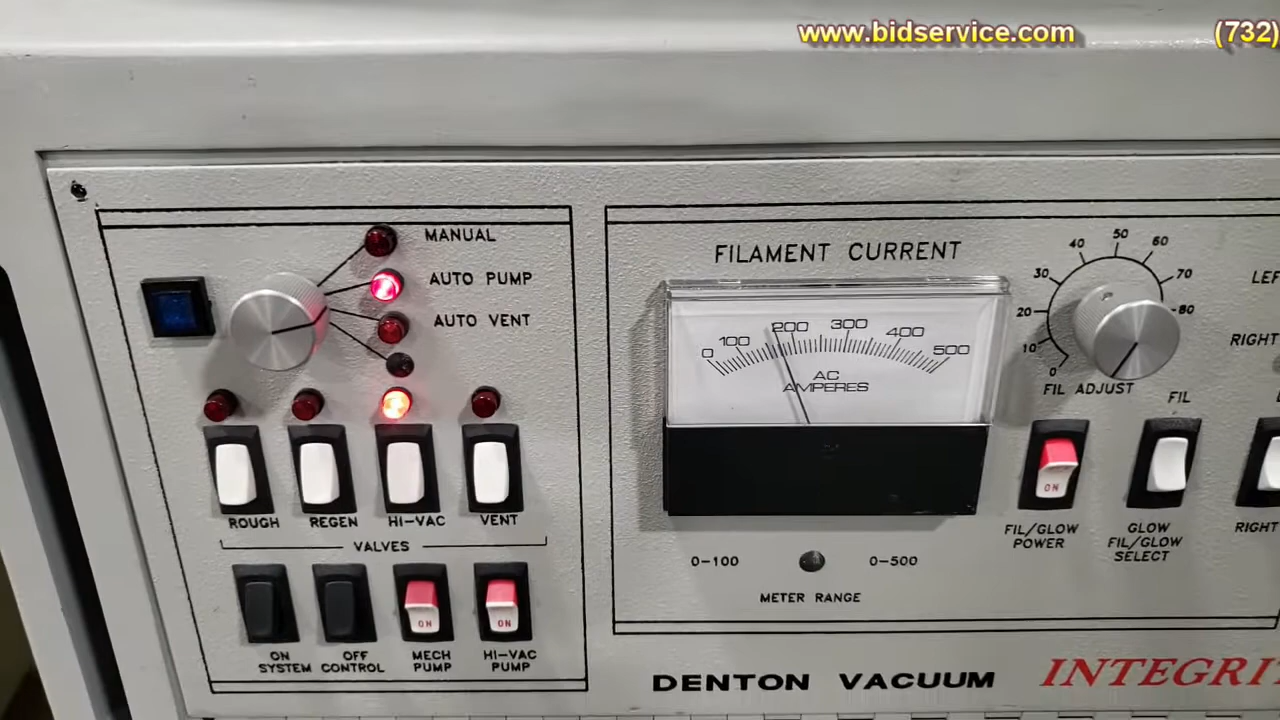 www.bidservice.com
(732)
MANUAL
AUTO PUMP
AUTO VENT
ROUGH
REGEN
HI-VAC
VENT
VALVES
ON
ON
ON
SYSTEM
OFF
CONTROL
MECH
PUMP
HI-VAC
PUMP
FILAMENT CURRENT
0 100 200 300 400 500
AC
AMPERES
0-100
0-500
METER RANGE
0 10 20 30 40 50 60 70 80
FIL ADJUST
ON
FIL/GLOW
POWER
FIL
GLOW
FIL/GLOW
SELECT
LEF
RIGHT
RIGHT
DENTON VACUUM
INTEGRIT